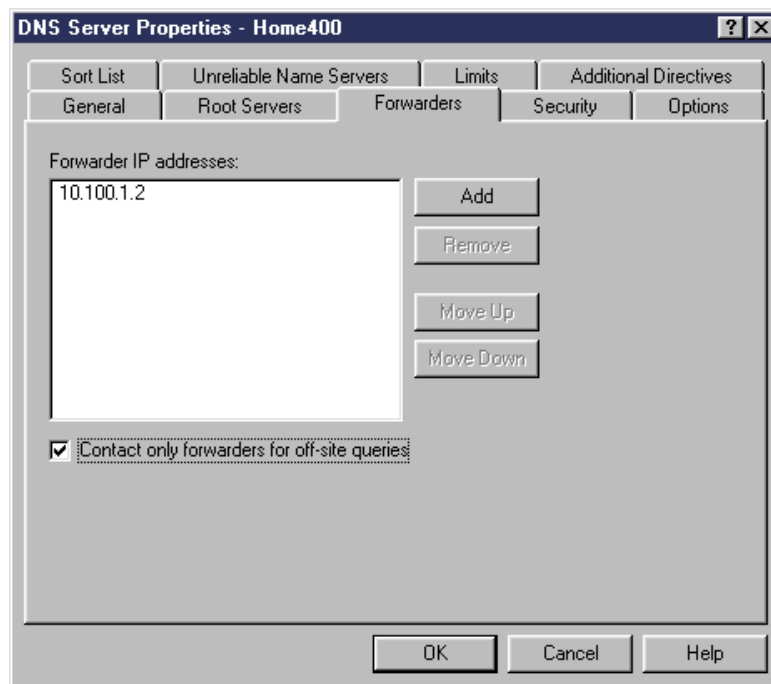 DNS Server Properties - Home400
Sort List
Unreliable Name Servers
Limits
Additional Directives
General
Root Servers
Forwarders
Security
Options
Forwarder IP addresses:
10.100.1.2
Add
Remove
Move Up
Move Down
Contact only forwarders for off-site queries
OK
Cancel
Help